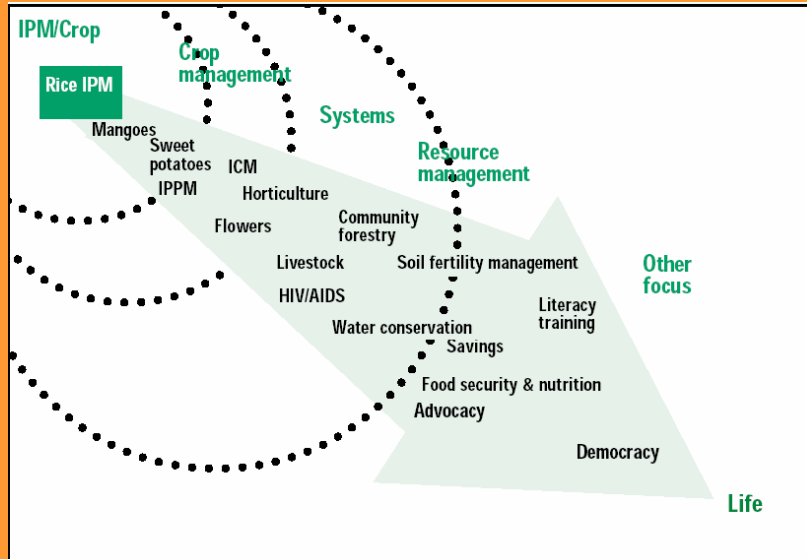 IPM/Crop
Crop
management
Rice IPM
Systems
Mangoes
Sweet
potatoes
ICM
Resource
management
IPPM
Horticulture
Flowers
Community
forestry
Livestock
Soil fertility management
Other
focus
HIV/AIDS
Literacy
training
Water conservation
Savings
Food security & nutrition
Advocacy
Democracy
Life